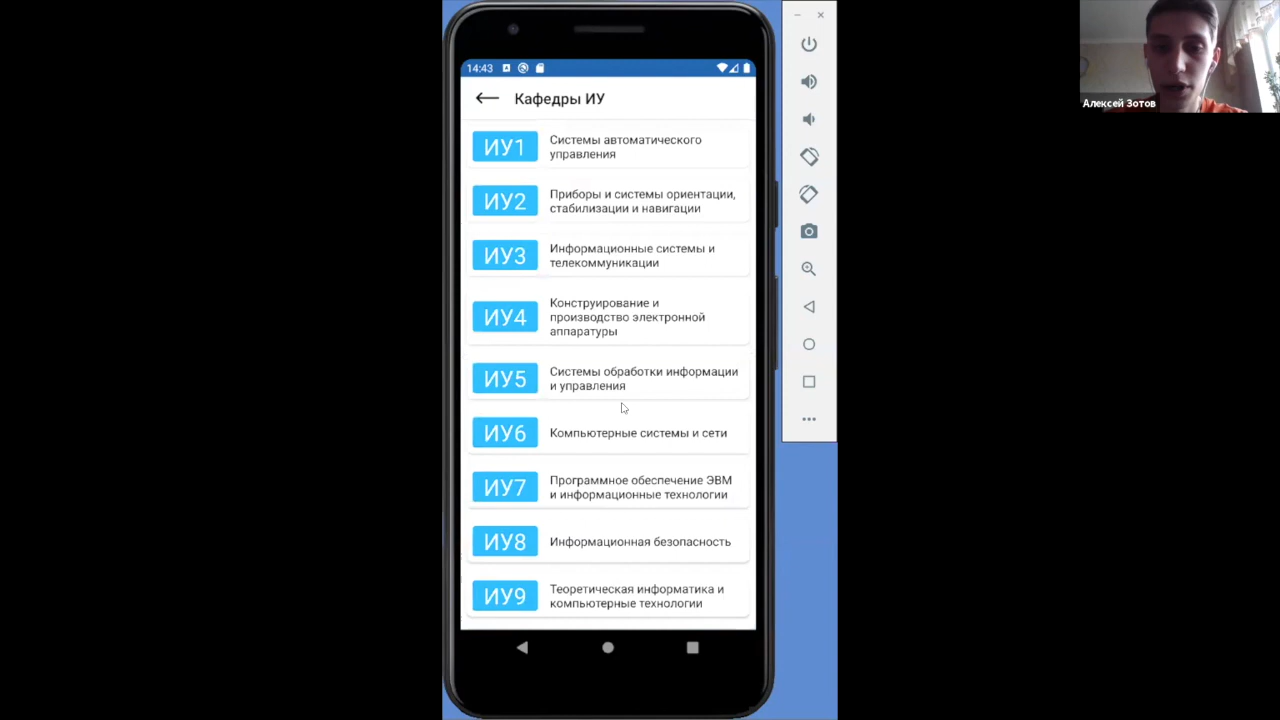 14:43
Кафедры ИУ
ИУ1
Системы автоматического
управления
ИУ2
Приборы и системы ориентации,
стабилизации и навигации
ИУ3
Информационные системы и
телекоммуникации
ИУ4
Конструирование и
производство электронной
аппаратуры
ИУ5
Системы обработки информации
и управления
ИУ6
Компьютерные системы и сети
ИУ7
Программное обеспечение ЭВМ
и информационные технологии
ИУ8
Информационная безопасность
ИУ9
Теоретическая информатика и
компьютерные технологии
Алексей Зотов